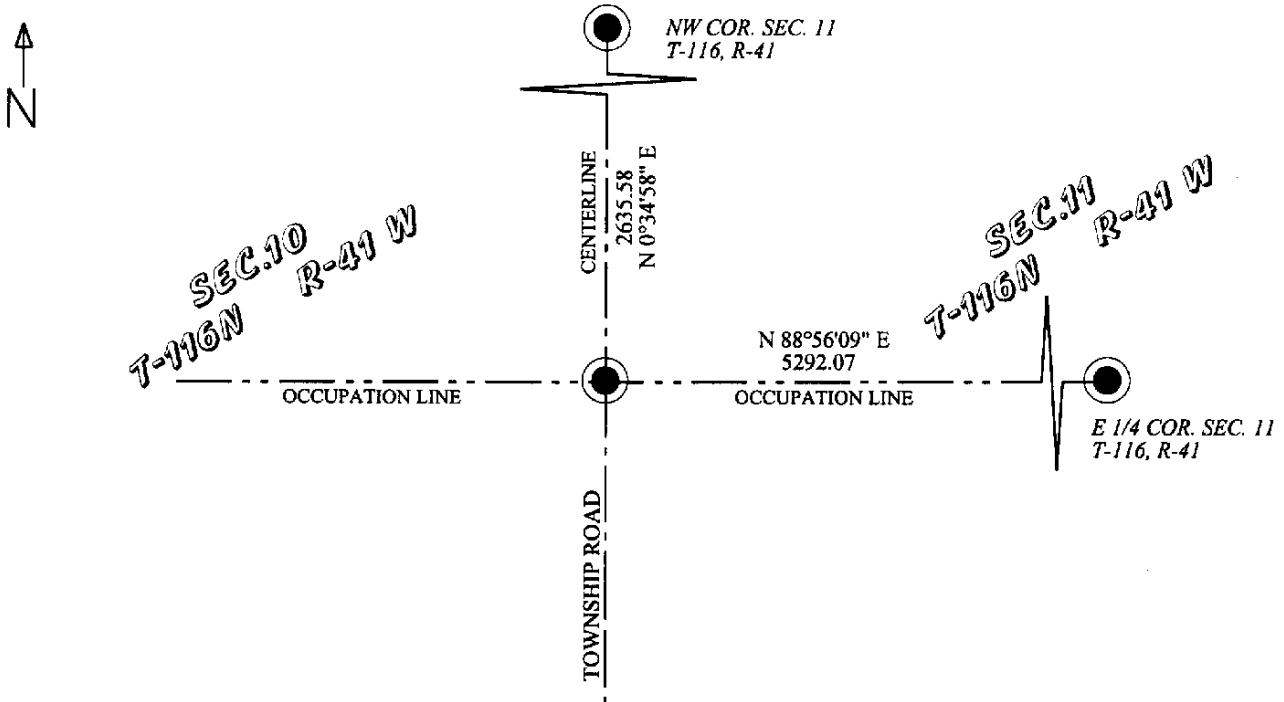 NW COR. SEC. 11
T-116, R-41
N
CENTERLINE
2635.58
N 0°34'58" E
SEC.10
T-116N R-41 W
SEC.11
T-116N R-41 W
N 88°56'09" E
5292.07
OCCUPATION LINE
OCCUPATION LINE
E 1/4 COR. SEC. 11
T-116, R-41
TOWNSHIP ROAD